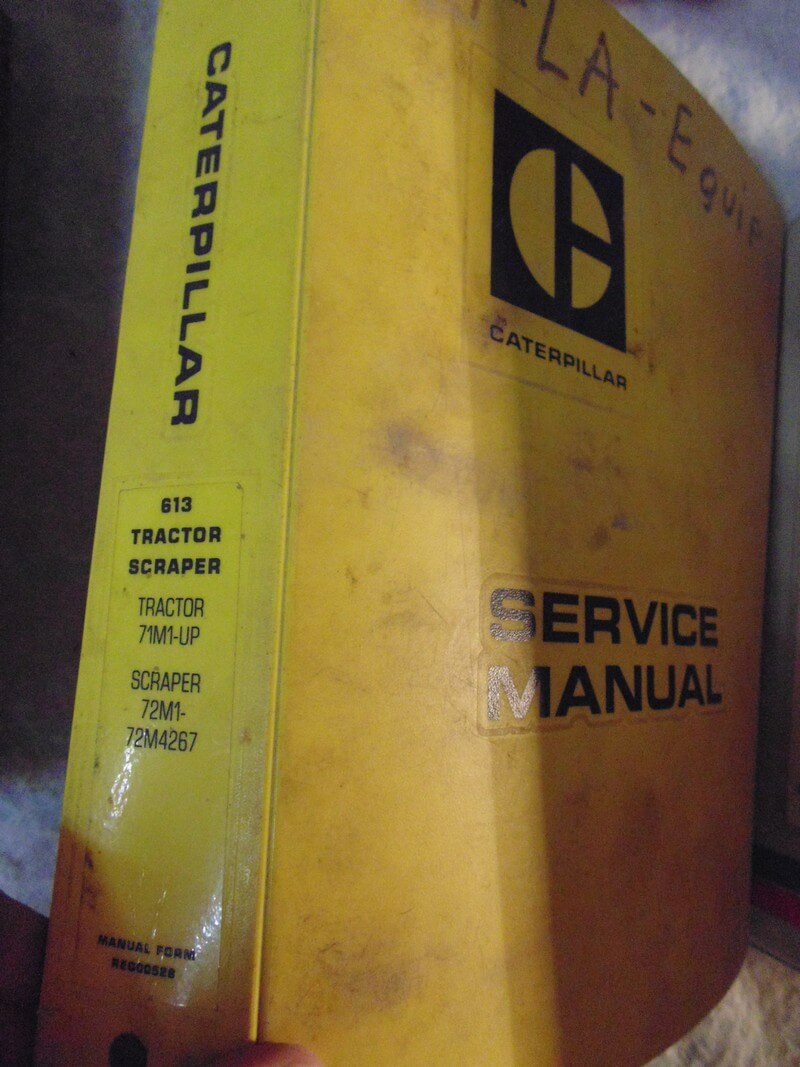 CATERPILLAR
613
TRACTOR
SCRAPER
TRACTOR
71M1-UP
SCRAPER
72M1-
72M4267
MANUAL FORM
LA-Equip
CATERPILLAR
SERVICE
MANUAL